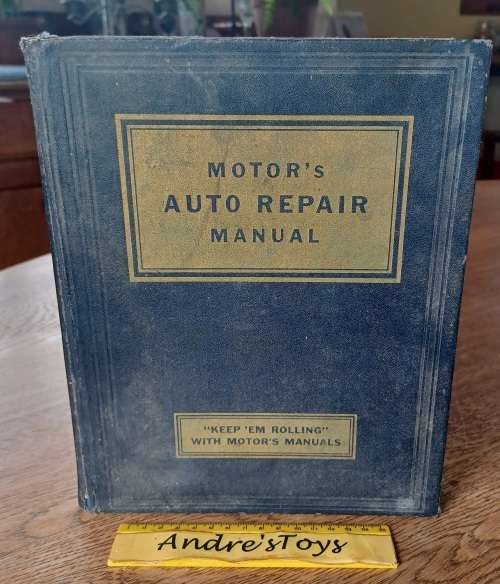 MOTOR'S
AUTO REPAIR
MANUAL
"KEEP 'EM ROLLING"
WITH MOTOR'S MANUALS
Andre'sToys